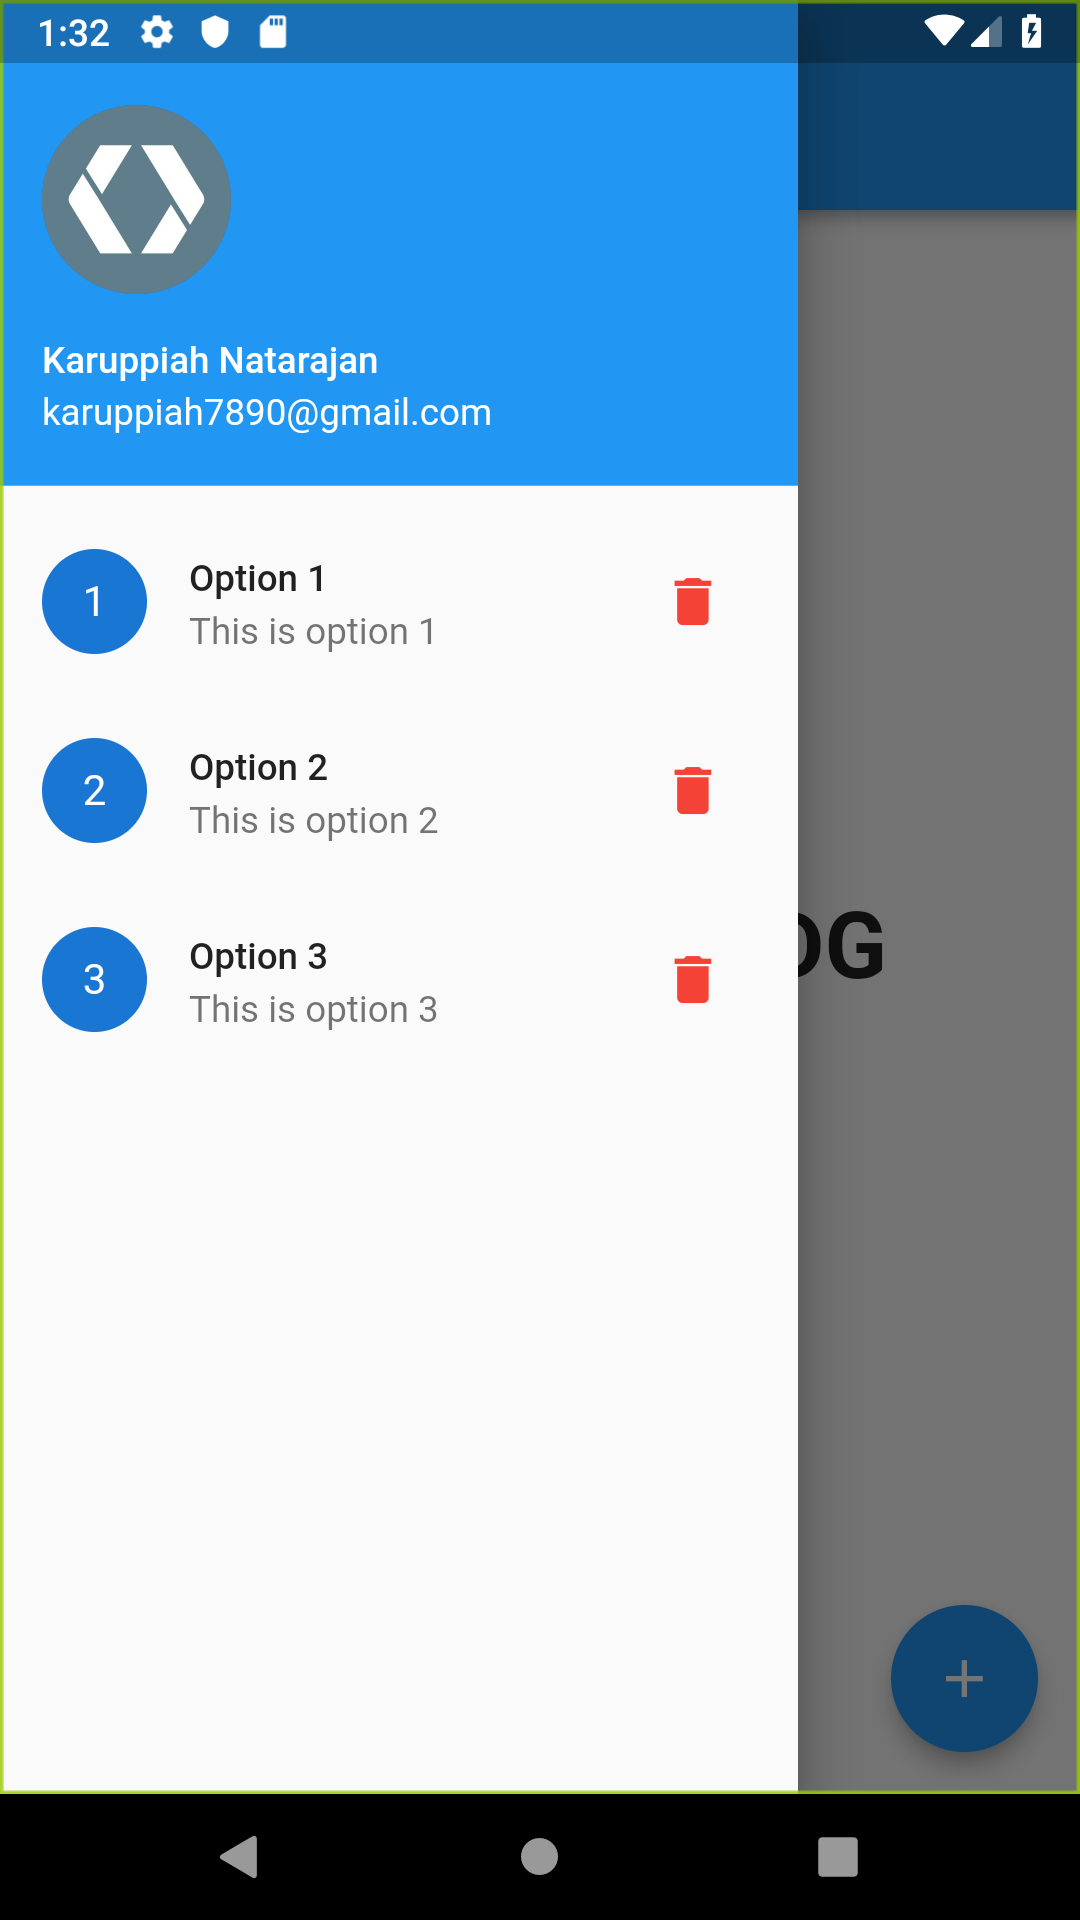 1:32
Karuppiah Natarajan
karuppiah7890@gmail.com
1
Option 1
This is option 1
2
Option 2
This is option 2
3
Option 3
This is option 3